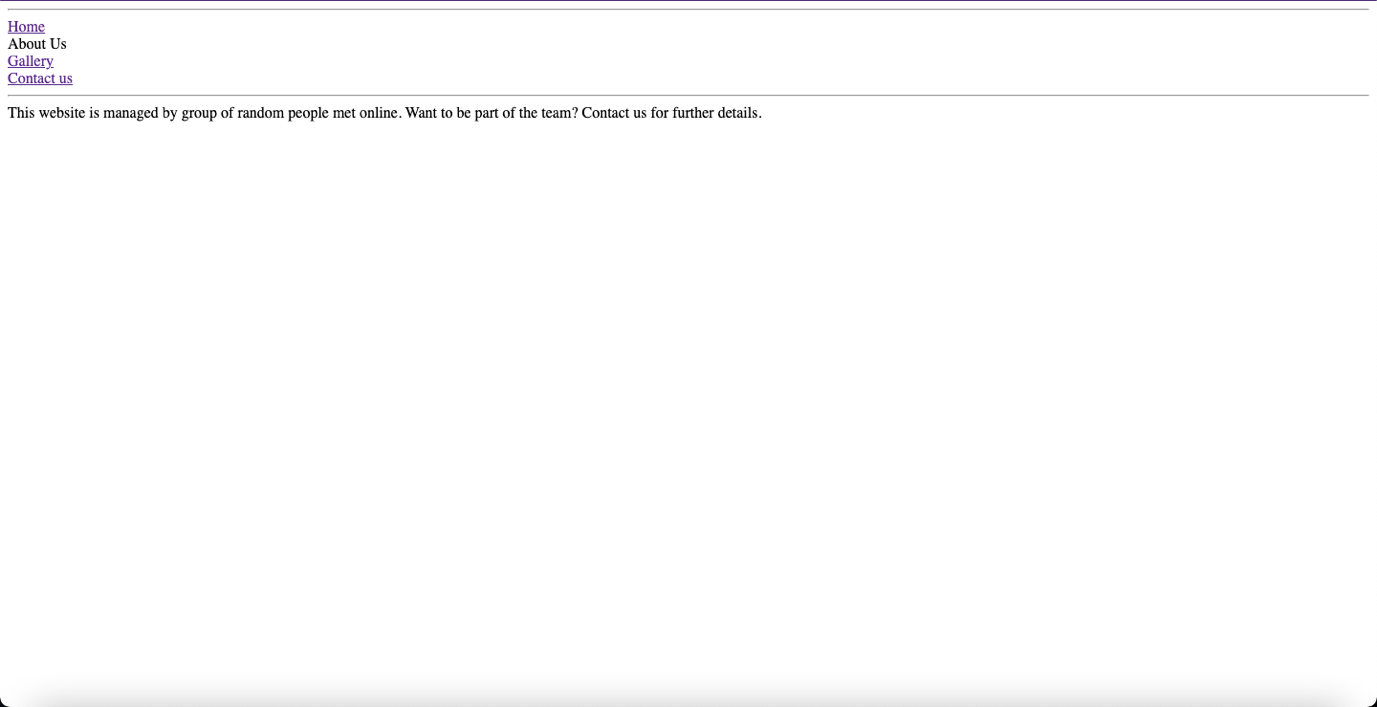 Home
About Us
Gallery
Contact us
This website is managed by group of random people met online. Want to be part of the team? Contact us for further details.